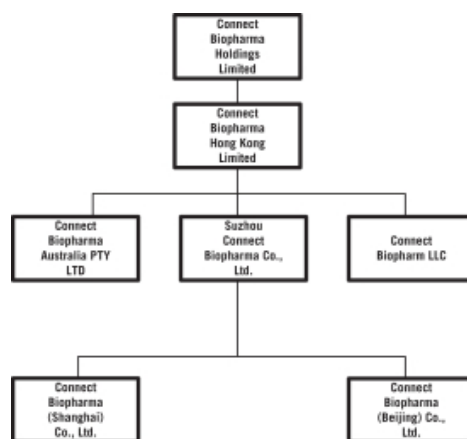 Connect
Biopharma
Holdings
Limited
Connect
Biopharma
Hong Kong
Limited
Connect
Biopharma
Australia PTY
LTD
Suzhou
Connect
Biopharma Co.,
Ltd.
Connect
Biopharm LLC
Connect
Biopharma
(Shanghai)
Co., Ltd.
Connect
Biopharma
(Beijing) Co.,
Ltd.